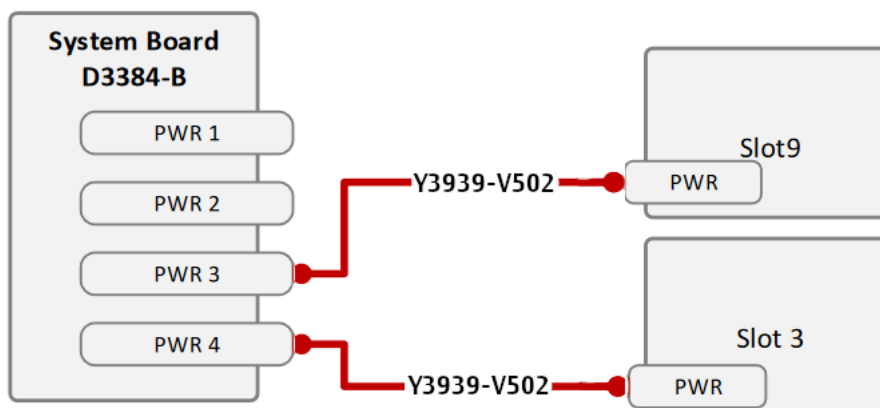 System Board
D3384-B
PWR 1
PWR 2
PWR 3
PWR 4
Y3939-V502
Y3939-V502
Slot9
PWR
Slot 3
PWR